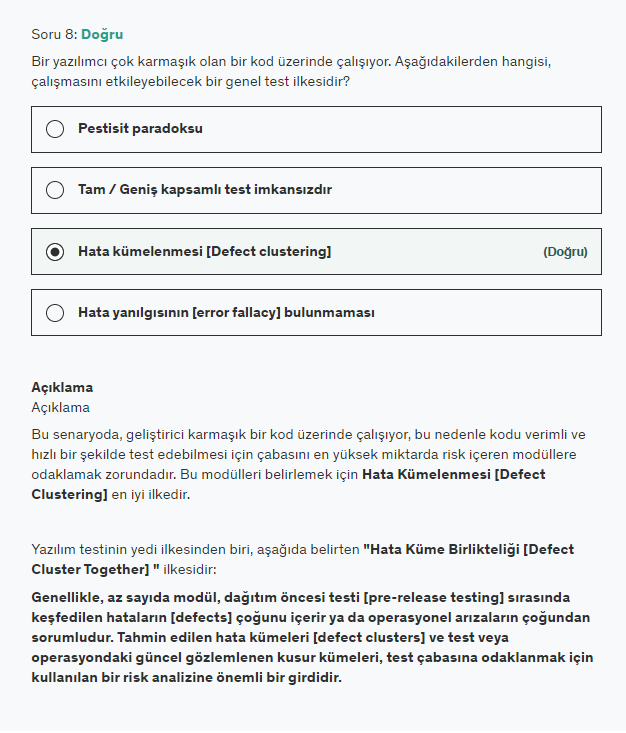 Soru 8: Doğru
Bir yazılımcı çok karmaşık olan bir kod üzerinde çalışıyor. Aşağıdakilerden hangisi,
çalışmasını etkileyebilecek bir genel test ilkesidir?
Pestisit paradoksu
Tam / Geniş kapsamlı test imkansızdır
Hata kümelenmesi [Defect clustering] (Doğru)
Hata yanılgısının [error fallacy] bulunmaması
Açıklama
Açıklama
Bu senaryoda, geliştirici karmaşık bir kod üzerinde çalışıyor, bu nedenle kodu verimli ve
hızlı bir şekilde test edebilmesi için çabasını en yüksek miktarda risk içeren modüllere
odaklamak zorundadır. Bu modülleri belirlemek için Hata Kümelenmesi [Defect
Clustering] en iyi ilkedir.
Yazılım testinin yedi ilkesinden biri, aşağıda belirten "Hata Küme Birlikteliği [Defect
Cluster Together] " ilkesidir:
Genellikle, az sayıda modül, dağıtım öncesi testi [pre-release testing] sırasında
keşfedilen hataların [defects] çoğunu içerir ya da operasyonel arızaların çoğundan
sorumludur. Tahmin edilen hata kümeleri [defect clusters] ve test veya
operasyondaki güncel gözlemlenen kusur kümeleri, test çabasına odaklanmak için
kullanılan bir risk analizine önemli bir girdidir.